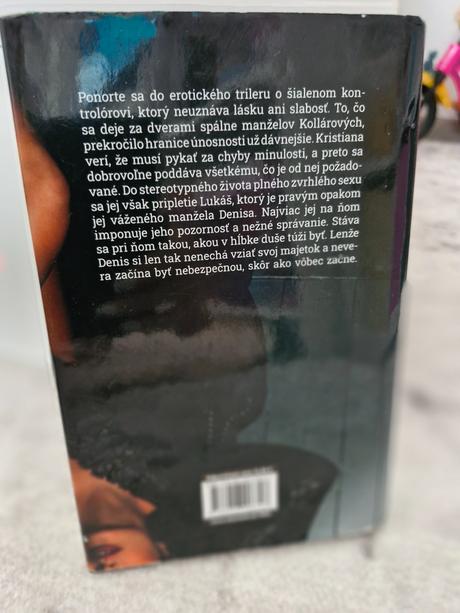 Ponorte sa do erotického trileru o šialenom kon-
trolórovi, ktorý neuznáva lásku ani slabosť. To, čo
sa deje za dverami spálne manželov Kollárových,
prekročilo hranice únosnosti už dávnejšie. Kristiana
verí, že musí pykať za chyby minulosti, a preto sa
dobrovoľne poddáva všetkému, čo je od nej požado-
vané. Do stereotypného života plného zvrhlého sexu
sa jej však pripletie Lukáš, ktorý je pravým opakom
jej váženého manžela Denisa. Najviac jej na ňom
imponuje jeho pozornosť a nežné správanie. Stáva
sa pri ňom takou, akou v hĺbke duše túži byť. Lenže
Denis si len tak nenechá vziať svoj majetok a neve-
ra začína byť nebezpečnou, skôr ako vôbec začne.